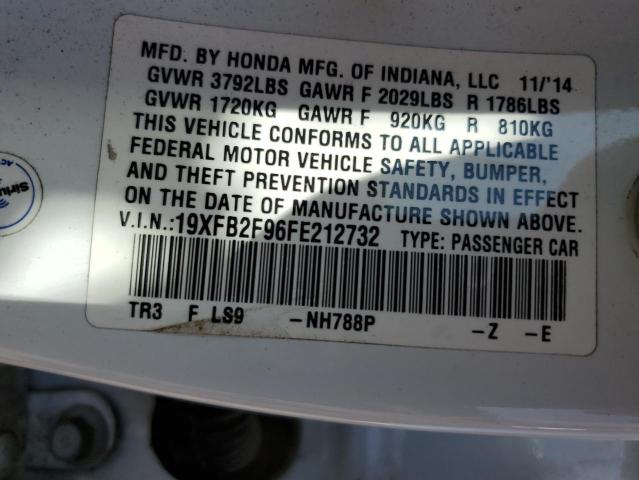 MFD. BY HONDA MFG. OF INDIANA, LLC 11/'14
GVWR 3792LBS GAWR F 2029LBS R 1786LBS
GVWR 1720KG GAWR F 920KG R 810KG
THIS VEHICLE CONFORMS TO ALL APPLICABLE
FEDERAL MOTOR VEHICLE SAFETY, BUMPER,
AND THEFT PREVENTION STANDARDS IN EFFECT
ON THE DATE OF MANUFACTURE SHOWN ABOVE.
V.I.N.:19XFB2F96FE212732 TYPE: PASSENGER CAR
TR3 F LS9 -NH788P -Z -E